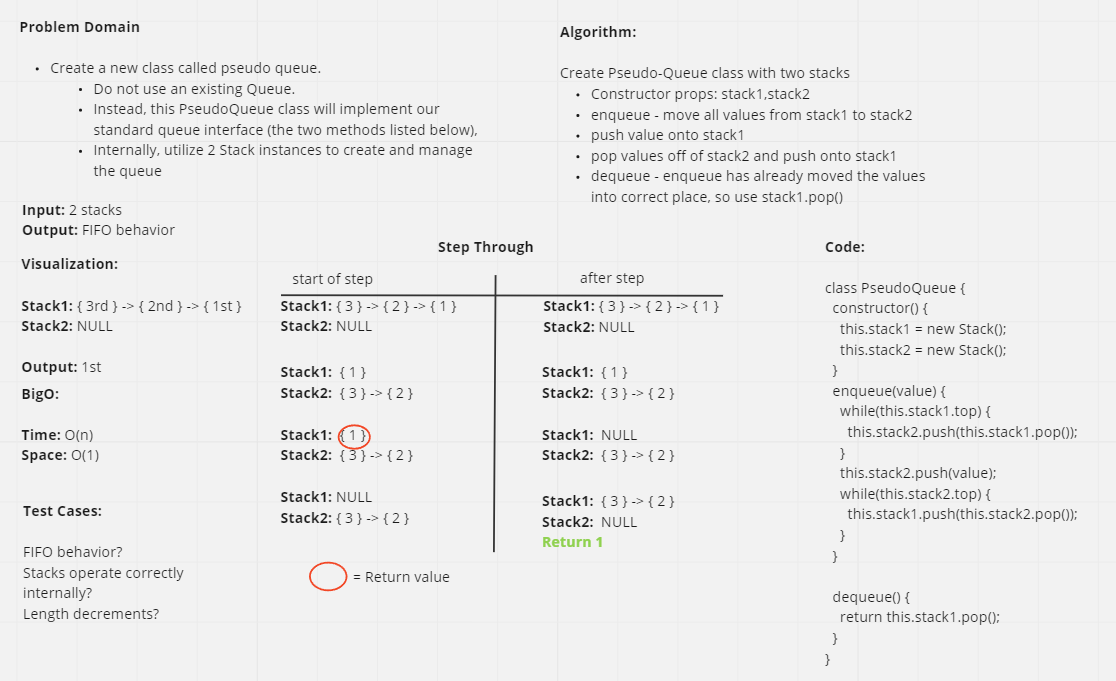 Problem Domain
• Create a new class called pseudo queue.
• Do not use an existing Queue.
• Instead, this PseudoQueue class will implement our
standard queue interface (the two methods listed below),
• Internally, utilize 2 Stack instances to create and manage
the queue
Input: 2 stacks
Output: FIFO behavior
Visualization:
Stack1: { 3rd } -> { 2nd } -> { 1st }
Stack2: NULL
Output: 1st
BigO:
Time: O(n)
Space: O(1)
Test Cases:
FIFO behavior?
Stacks operate correctly
internally?
Length decrements?
Step Through
start of step
Stack1: { 3 } -> { 2 } -> { 1 }
Stack2: NULL
Stack1: { 1 }
Stack2: { 3 } -> { 2 }
Stack1: { 1 }
Stack2: { 3 } -> { 2 }
Stack1: NULL
Stack2: { 3 } -> { 2 }
= Return value
after step
Stack1: { 3 } -> { 2 } -> { 1 }
Stack2: NULL
Stack1: { 1 }
Stack2: { 3 } -> { 2 }
Stack1: NULL
Stack2: { 3 } -> { 2 }
Stack1: { 3 } -> { 2 }
Stack2: NULL
Return 1
Algorithm:
Create Pseudo-Queue class with two stacks
• Constructor props: stack1,stack2
• enqueue - move all values from stack1 to stack2
• push value onto stack1
• pop values off of stack2 and push onto stack1
• dequeue - enqueue has already moved the values
into correct place, so use stack1.pop()
Code:
class PseudoQueue {
constructor() {
this.stack1 = new Stack();
this.stack2 = new Stack();
}
enqueue(value) {
while(this.stack1.top) {
this.stack2.push(this.stack1.pop());
}
this.stack2.push(value);
while(this.stack2.top) {
this.stack1.push(this.stack2.pop());
}
}
dequeue() {
return this.stack1.pop();
}
}